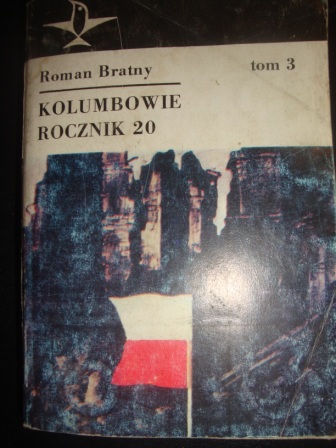 Roman Bratny
tom 3
KOLUMBOWIE
ROCZNIK 20